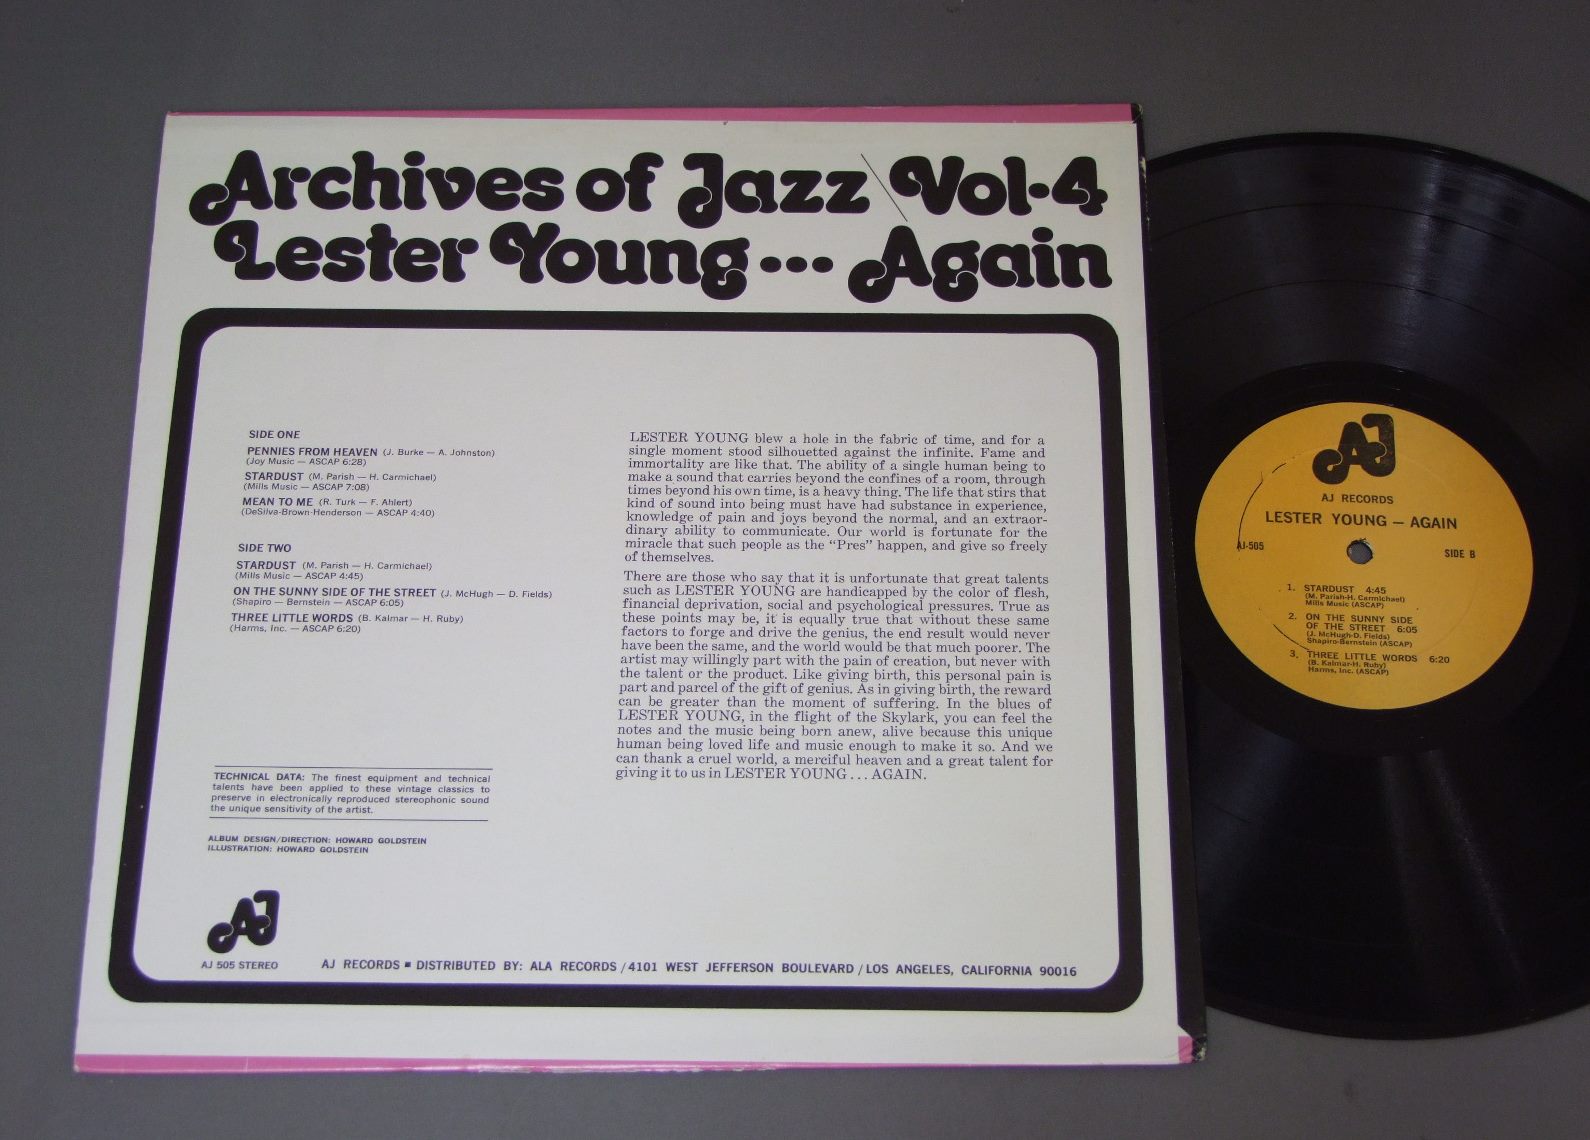 Archives of Jazz \ Vol·4
Lester Young... Again
SIDE ONE
PENNIES FROM HEAVEN (J. Burke — A. Johnston)
(Joy Music — ASCAP 6:28)
STARDUST (M. Parish — H. Carmichael)
(Mills Music — ASCAP 7:08)
MEAN TO ME (R. Turk — F. Ahlert)
(DeSilva-Brown-Henderson — ASCAP 4:40)
SIDE TWO
STARDUST (M. Parish — H. Carmichael)
(Mills Music — ASCAP 4:45)
ON THE SUNNY SIDE OF THE STREET (J. McHugh — D. Fields)
(Shapiro — Bernstein — ASCAP 6:05)
THREE LITTLE WORDS (B. Kalmar — H. Ruby)
(Harms, Inc. — ASCAP 6:20)
TECHNICAL DATA: The finest equipment and technical
talents have been applied to these vintage classics to
preserve in electronically reproduced stereophonic sound
the unique sensitivity of the artist.
ALBUM DESIGN/DIRECTION: HOWARD GOLDSTEIN
ILLUSTRATION: HOWARD GOLDSTEIN
LESTER YOUNG blew a hole in the fabric of time, and for a
single moment stood silhouetted against the infinite. Fame and
immortality are like that. The ability of a single human being to
make a sound that carries beyond the confines of a room, through
times beyond his own time, is a heavy thing. The life that stirs that
kind of sound into being must have had substance in experience,
knowledge of pain and joys beyond the normal, and an extraor-
dinary ability to communicate. Our world is fortunate for the
miracle that such people as the "Pres" happen, and give so freely
of themselves.
There are those who say that it is unfortunate that great talents
such as LESTER YOUNG are handicapped by the color of flesh,
financial deprivation, social and psychological pressures. True as
these points may be, it is equally true that without these same
factors to forge and drive the genius, the end result would never
have been the same, and the world would be that much poorer. The
artist may willingly part with the pain of creation, but never with
the talent or the product. Like giving birth, this personal pain is
part and parcel of the gift of genius. As in giving birth, the reward
can be greater than the moment of suffering. In the blues of
LESTER YOUNG, in the flight of the Skylark, you can feel the
notes and the music being born anew, alive because this unique
human being loved life and music enough to make it so. And we
can thank a cruel world, a merciful heaven and a great talent for
giving it to us in LESTER YOUNG . . . AGAIN.
AJ
AJ 505 STEREO
AJ RECORDS ■ DISTRIBUTED BY: ALA RECORDS / 4101 WEST JEFFERSON BOULEVARD / LOS ANGELES, CALIFORNIA 90016
AJ
AJ RECORDS
LESTER YOUNG — AGAIN
AJ-505
SIDE B
1. STARDUST 4:45
(M. Parish-H. Carmichael)
Mills Music (ASCAP)
2. ON THE SUNNY SIDE
OF THE STREET 6:05
(J. McHugh-D. Fields)
Shapiro-Bernstein (ASCAP)
3. THREE LITTLE WORDS 6:20
(B. Kalmar-H. Ruby)
Harms, Inc. (ASCAP)